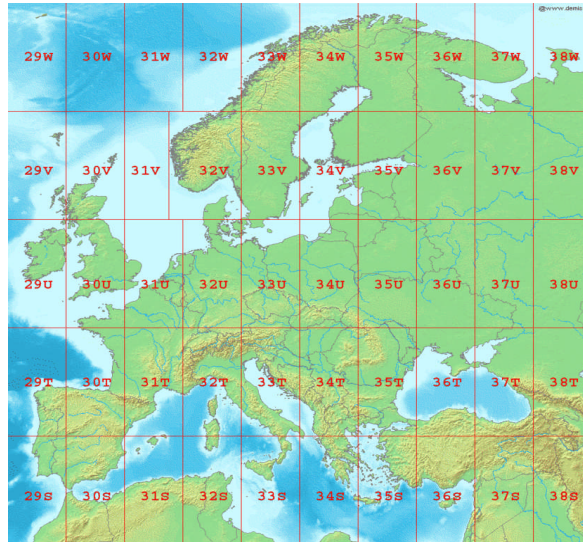 @www.demis
29W 30W 31W 32W 33W 34W 35W 36W 37W 38W
29V 30V 31V 32V 33V 34V 35V 36V 37V 38V
29U 30U 31U 32U 33U 34U 35U 36U 37U 38U
29T 30T 31T 32T 33T 34T 35T 36T 37T 38T
29S 30S 31S 32S 33S 34S 35S 36S 37S 38S